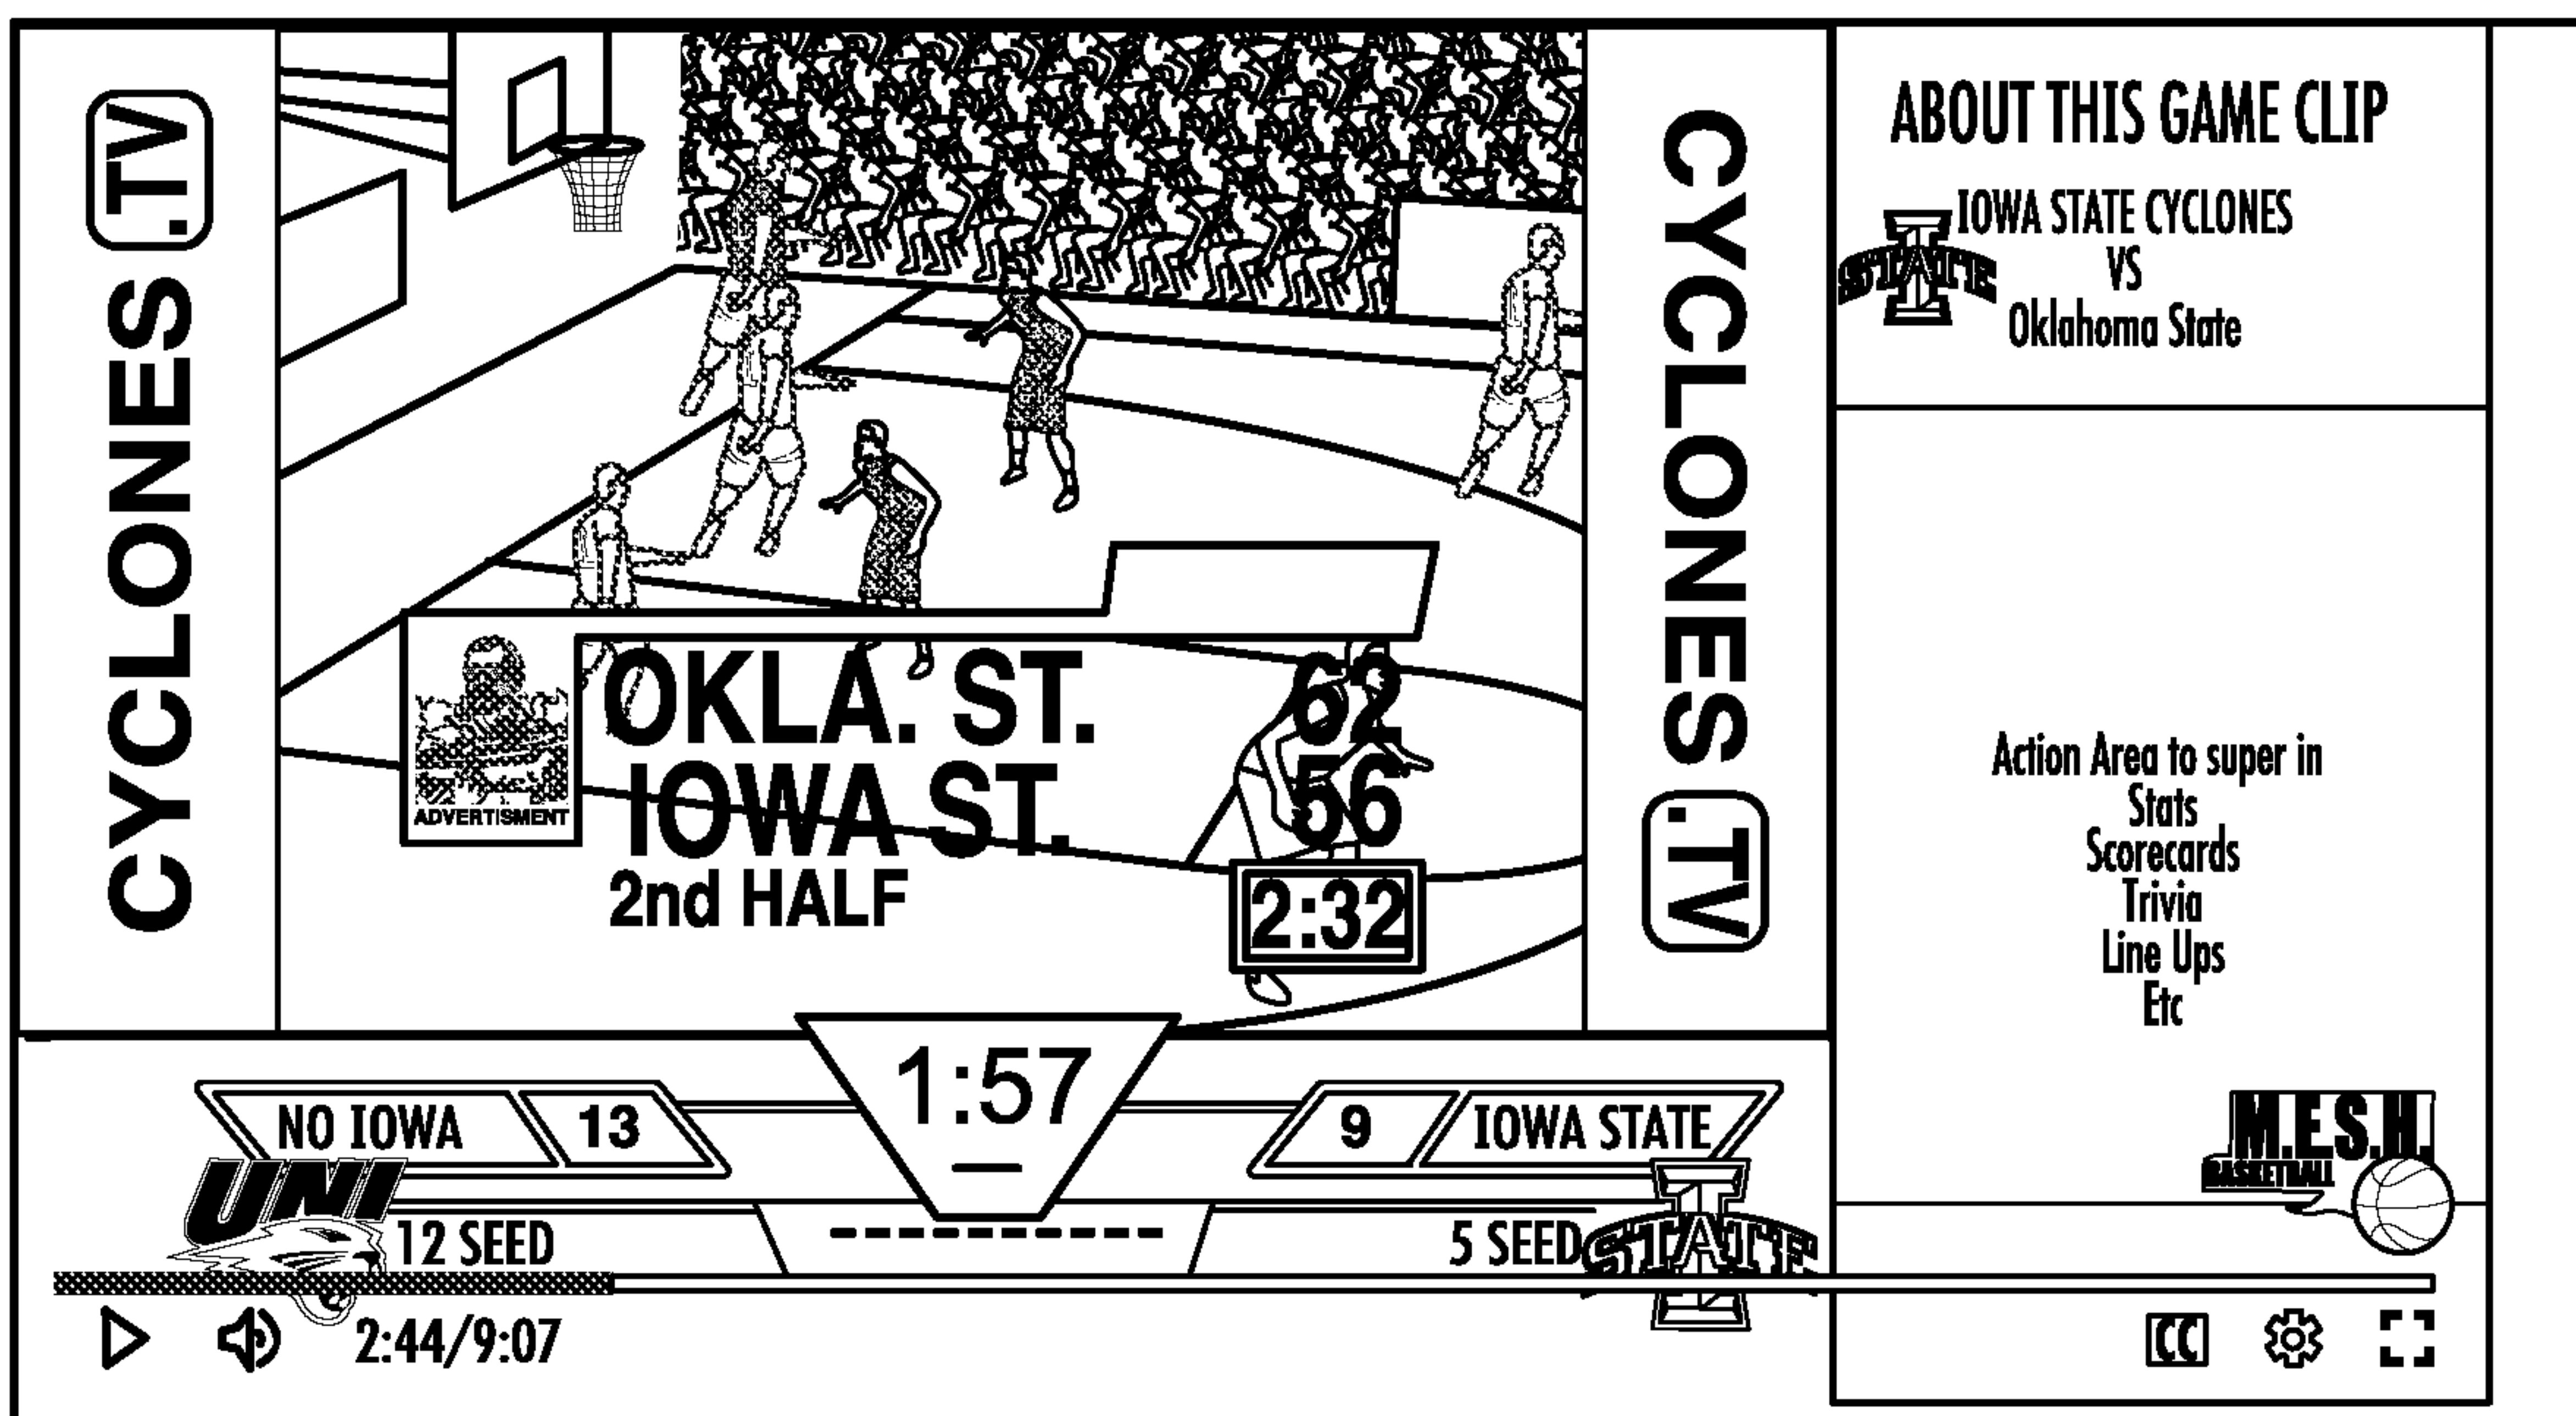 CYCLONES .TV
OKLA. ST. 62
IOWA ST. 56
2nd HALF
2:32
ADVERTISMENT
CYCLONES .TV
ABOUT THIS GAME CLIP
IOWA STATE CYCLONES
VS
Oklahoma State
I STATE
Action Area to super in
Stats
Scorecards
Trivia
Line Ups
Etc
M.E.S.H.
BASKETBALL
1:57
NO IOWA 13
9 IOWA STATE
UNI
12 SEED
5 SEED
I STATE
2:44/9:07
CC